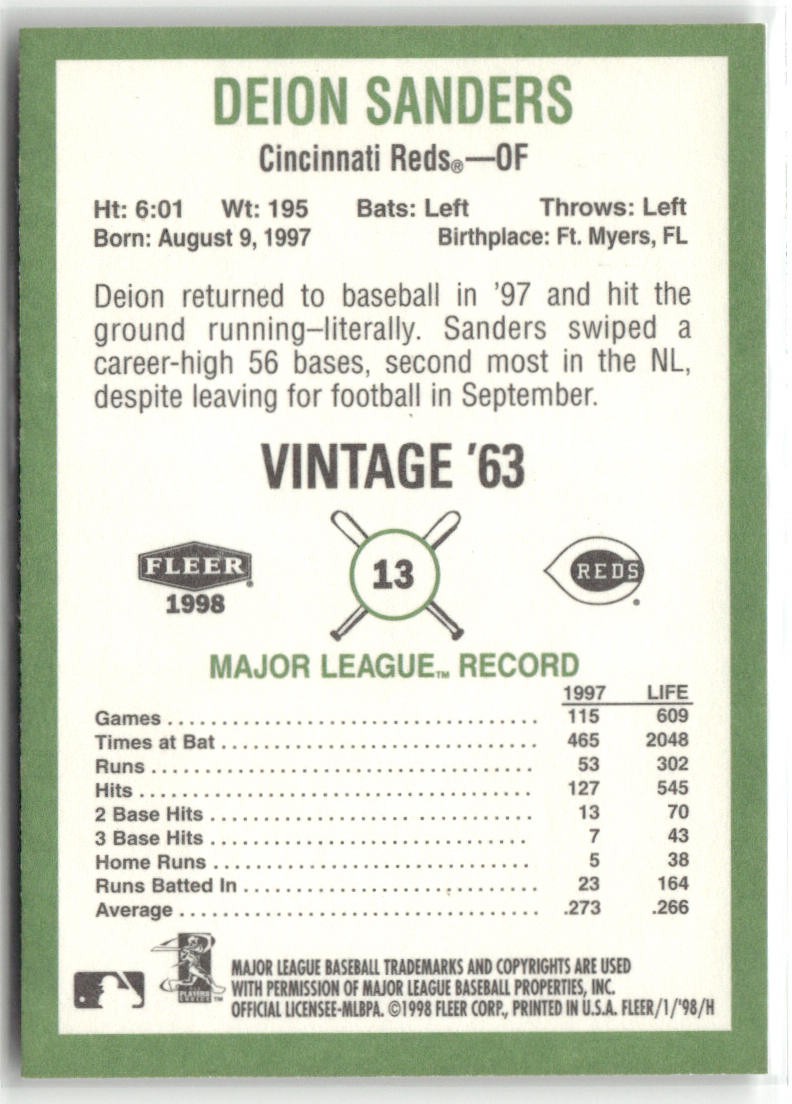 DEION SANDERS
Cincinnati Reds®—OF
Ht: 6:01 Wt: 195 Bats: Left Throws: Left
Born: August 9, 1997 Birthplace: Ft. Myers, FL
Deion returned to baseball in '97 and hit the
ground running–literally. Sanders swiped a
career-high 56 bases, second most in the NL,
despite leaving for football in September.
VINTAGE '63
FLEER®
1998
13
REDS
MAJOR LEAGUE™ RECORD
1997 LIFE
Games 115 609
Times at Bat 465 2048
Runs 53 302
Hits 127 545
2 Base Hits 13 70
3 Base Hits 7 43
Home Runs 5 38
Runs Batted In 23 164
Average .273 .266
PLAYERS
CHOICE™
MAJOR LEAGUE BASEBALL TRADEMARKS AND COPYRIGHTS ARE USED
WITH PERMISSION OF MAJOR LEAGUE BASEBALL PROPERTIES, INC.
OFFICIAL LICENSEE-MLBPA. ©1998 FLEER CORP., PRINTED IN U.S.A. FLEER/1/'98/H